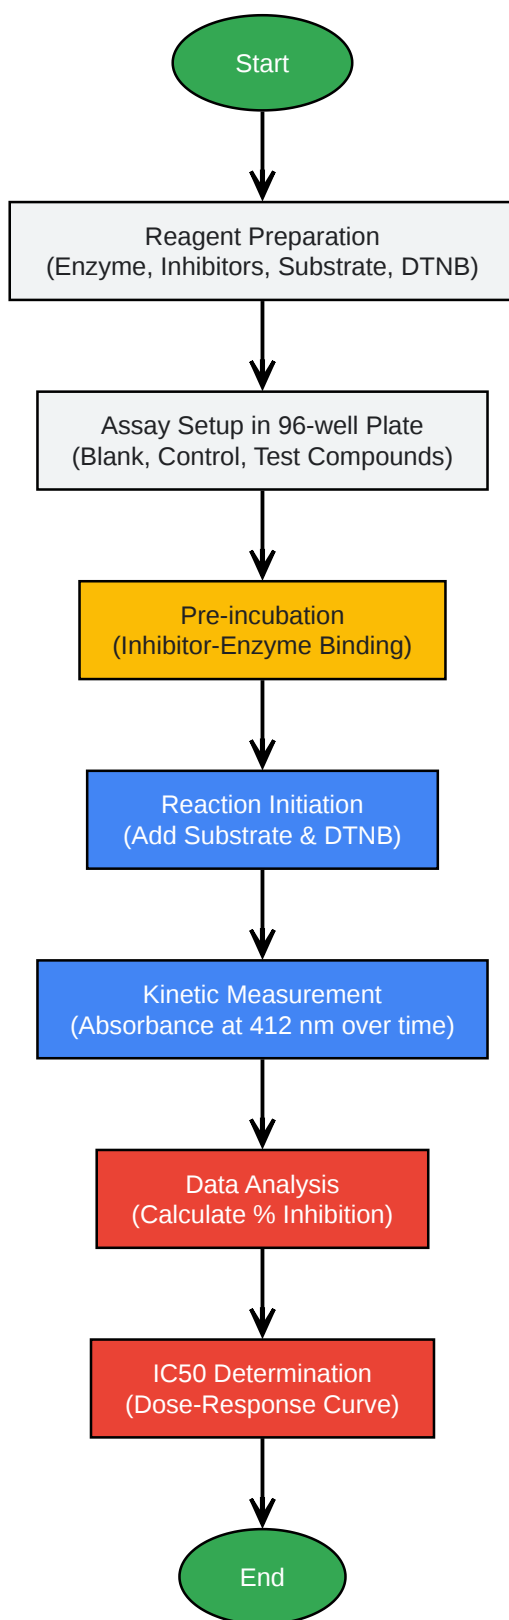 Start
Reagent Preparation
(Enzyme, Inhibitors, Substrate, DTNB)
Assay Setup in 96-well Plate
(Blank, Control, Test Compounds)
Pre-incubation
(Inhibitor-Enzyme Binding)
Reaction Initiation
(Add Substrate & DTNB)
Kinetic Measurement
(Absorbance at 412 nm over time)
Data Analysis
(Calculate % Inhibition)
IC50 Determination
(Dose-Response Curve)
End